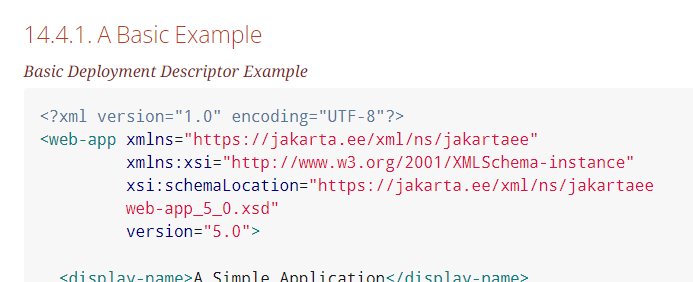 14.4.1. A Basic Example
Basic Deployment Descriptor Example
<?xml version="1.0" encoding="UTF-8"?>
<web-app xmlns="https://jakarta.ee/xml/ns/jakartaee"
xmlns:xsi="http://www.w3.org/2001/XMLSchema-instance"
xsi:schemaLocation="https://jakarta.ee/xml/ns/jakartaee
web-app_5_0.xsd"
version="5.0">
<display-name>A Simple Application</display-name>